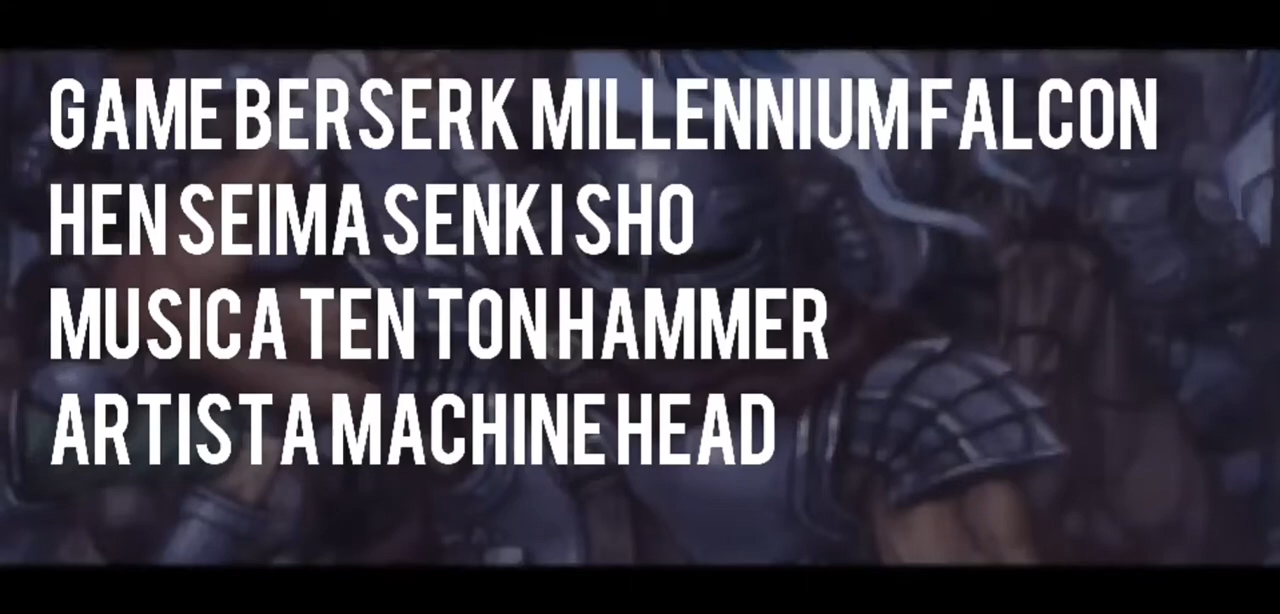 GAME BERSERK MILLENNIUM FALCON
HEN SEIMA SENKI SHO
MUSICA TEN TON HAMMER
ARTISTA MACHINE HEAD